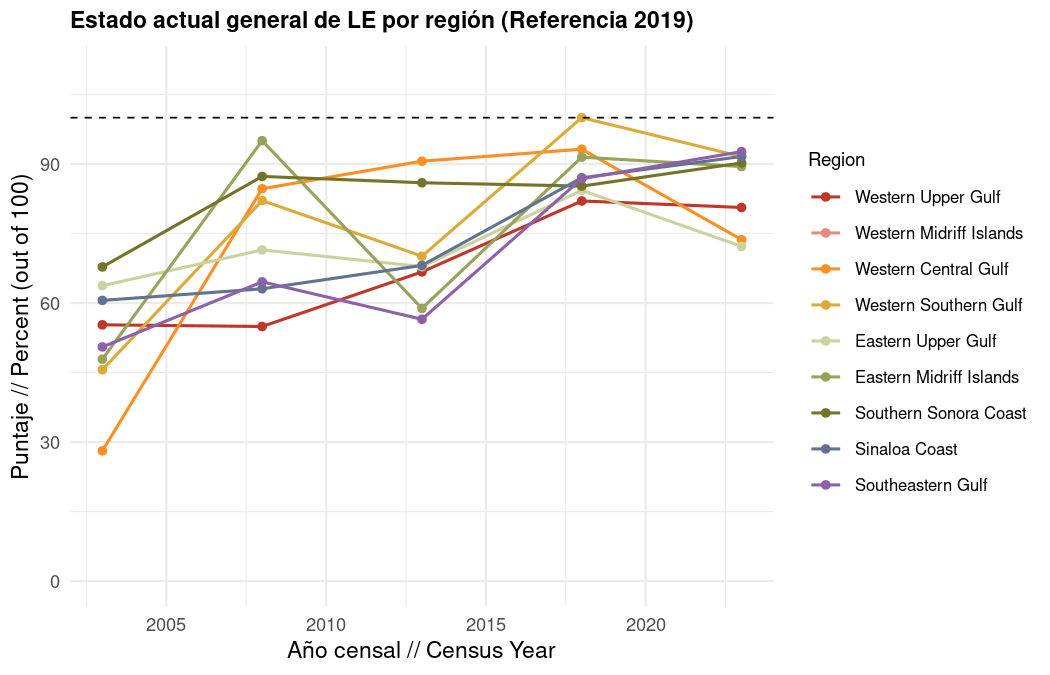 Estado actual general de LE por región (Referencia 2019)
Puntaje // Percent (out of 100)
90
60
30
0
2005 2010 2015 2020
Año censal // Census Year
Region
Western Upper Gulf
Western Midriff Islands
Western Central Gulf
Western Southern Gulf
Eastern Upper Gulf
Eastern Midriff Islands
Southern Sonora Coast
Sinaloa Coast
Southeastern Gulf